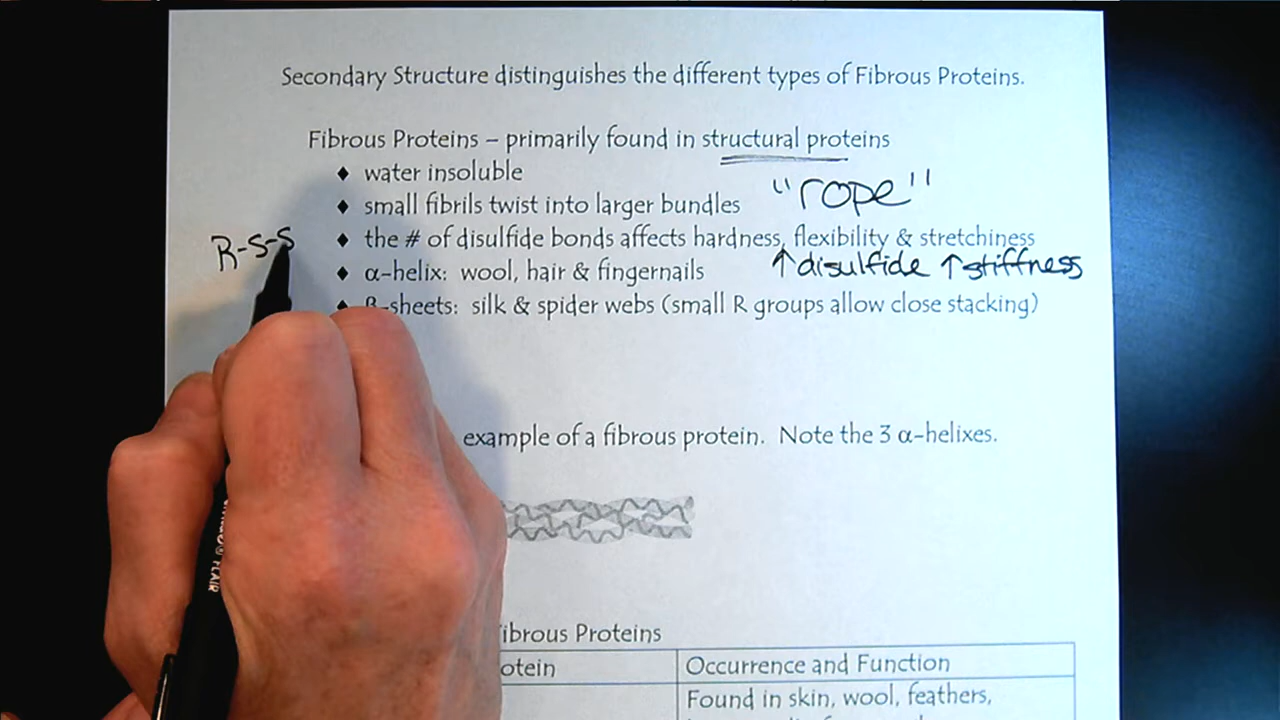 Secondary Structure distinguishes the different types of Fibrous Proteins.
Fibrous Proteins – primarily found in structural proteins
♦ water insoluble
♦ small fibrils twist into larger bundles "rope"
♦ the # of disulfide bonds affects hardness, flexibility & stretchiness
R-S-S
↑disulfide ↑stiffness
♦ α-helix: wool, hair & fingernails
♦ β-sheets: silk & spider webs (small R groups allow close stacking)
example of a fibrous protein. Note the 3 α-helixes.
ibrous Proteins
otein
Occurrence and Function
Found in skin, wool, feathers,
FLAIR